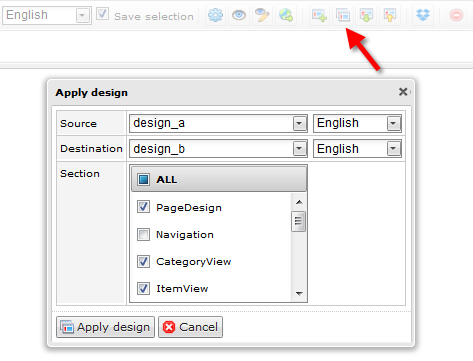 English Save selection
Apply design
Source design_a English
Destination design_b English
Section ALL
PageDesign
Navigation
CategoryView
ItemView
Apply design Cancel